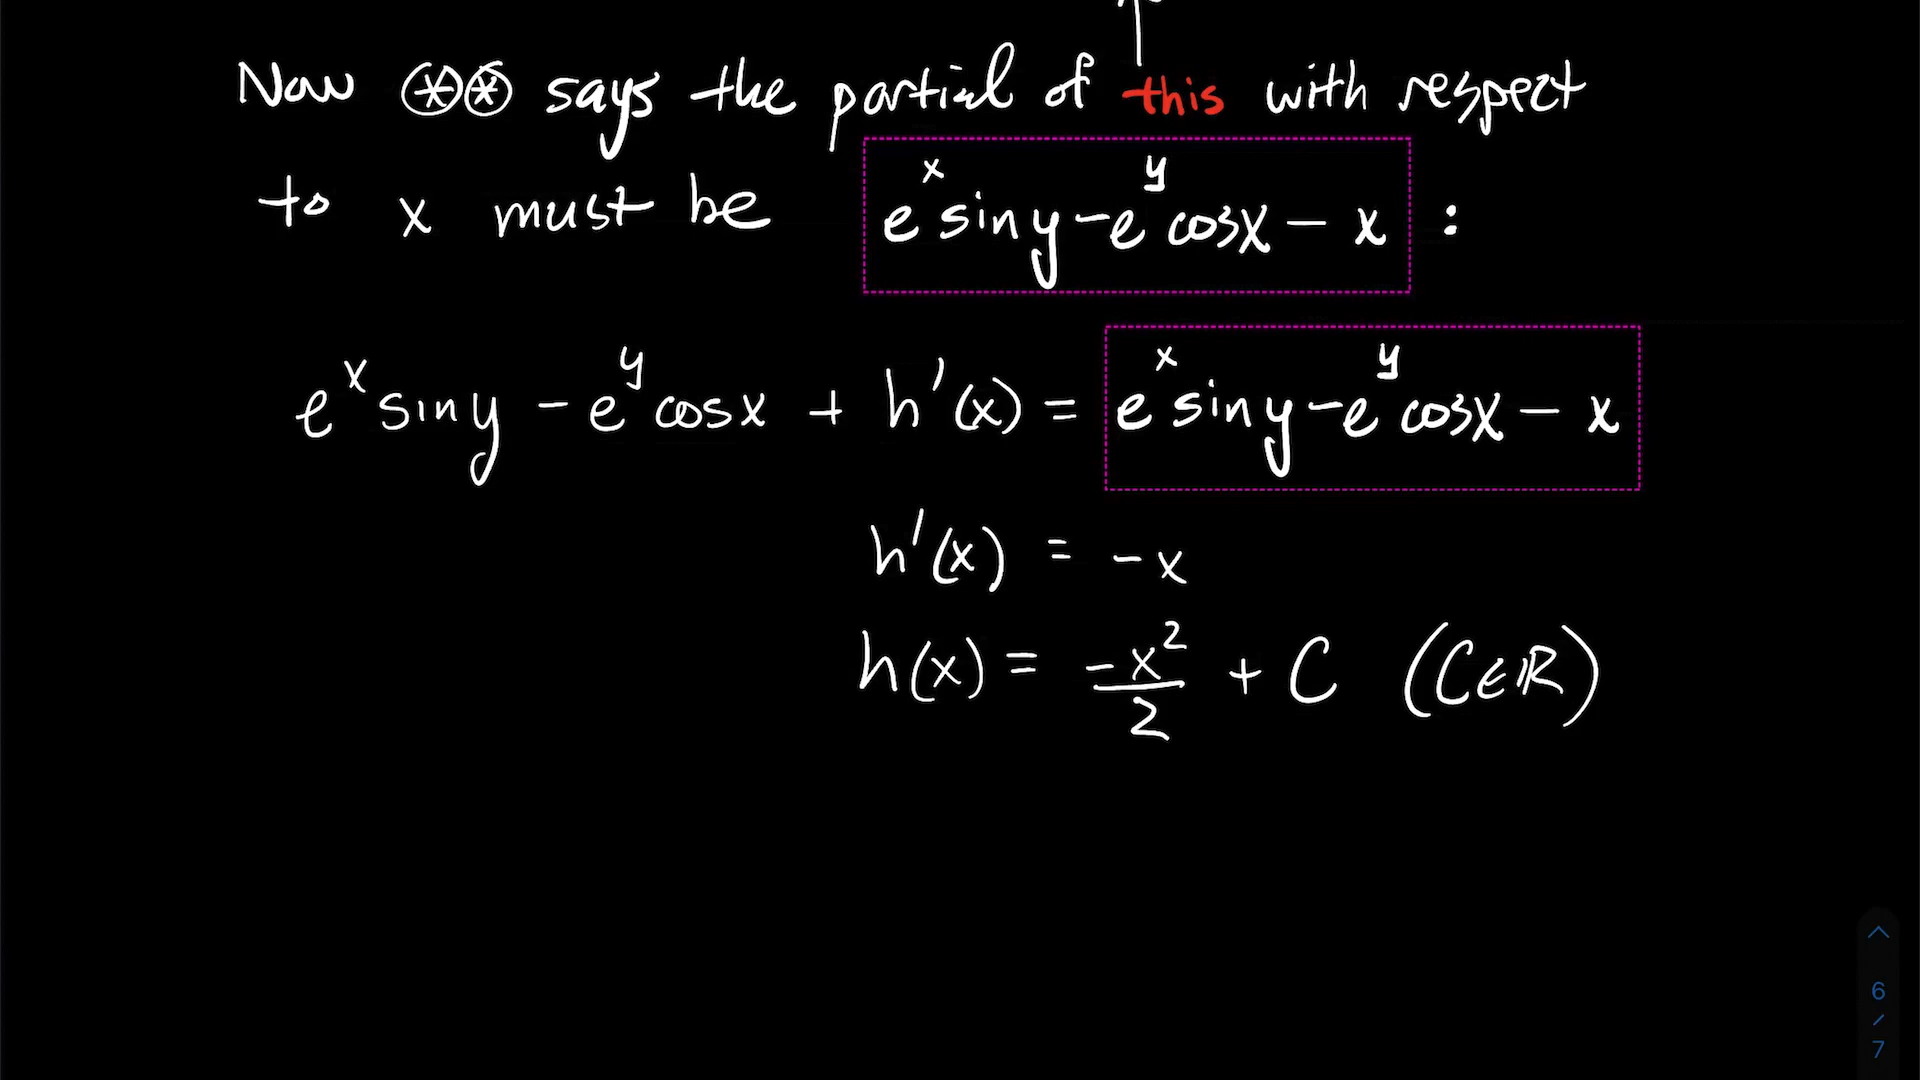 Now ⊛⊛ says the partial of this with respect
to x must be e^x sin y - e^y cos x - x :
e^x sin y - e^y cos x + h'(x) = e^x sin y - e^y cos x - x
h'(x) = -x
h(x) = -x^2/2 + C (C∈ℝ)
6
/
7